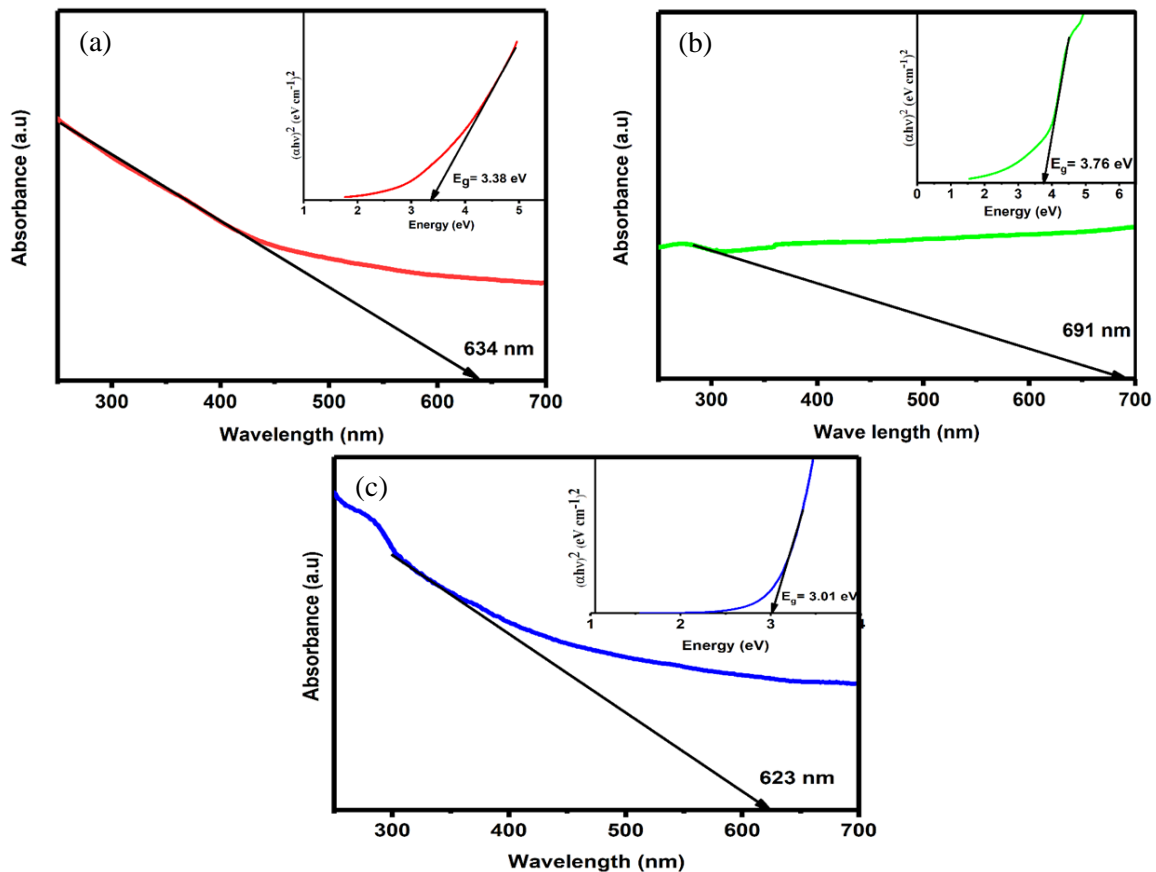 (a)
Absorbance (a.u)
(αhν)2 (eV cm-1)2
Eg= 3.38 eV
1 2 3 4 5
Energy (eV)
634 nm
300 400 500 600 700
Wavelength (nm)
(b)
Absorbance (a.u)
(αhν)2 (eV cm-1)2
Eg = 3.76 eV
0 1 2 3 4 5 6
Energy (eV)
691 nm
300 400 500 600 700
Wave length (nm)
(c)
Absorbance (a.u)
(αhν)2 (eV cm-1)2
Eg= 3.01 eV
1 2 3 4
Energy (eV)
623 nm
300 400 500 600 700
Wavelength (nm)